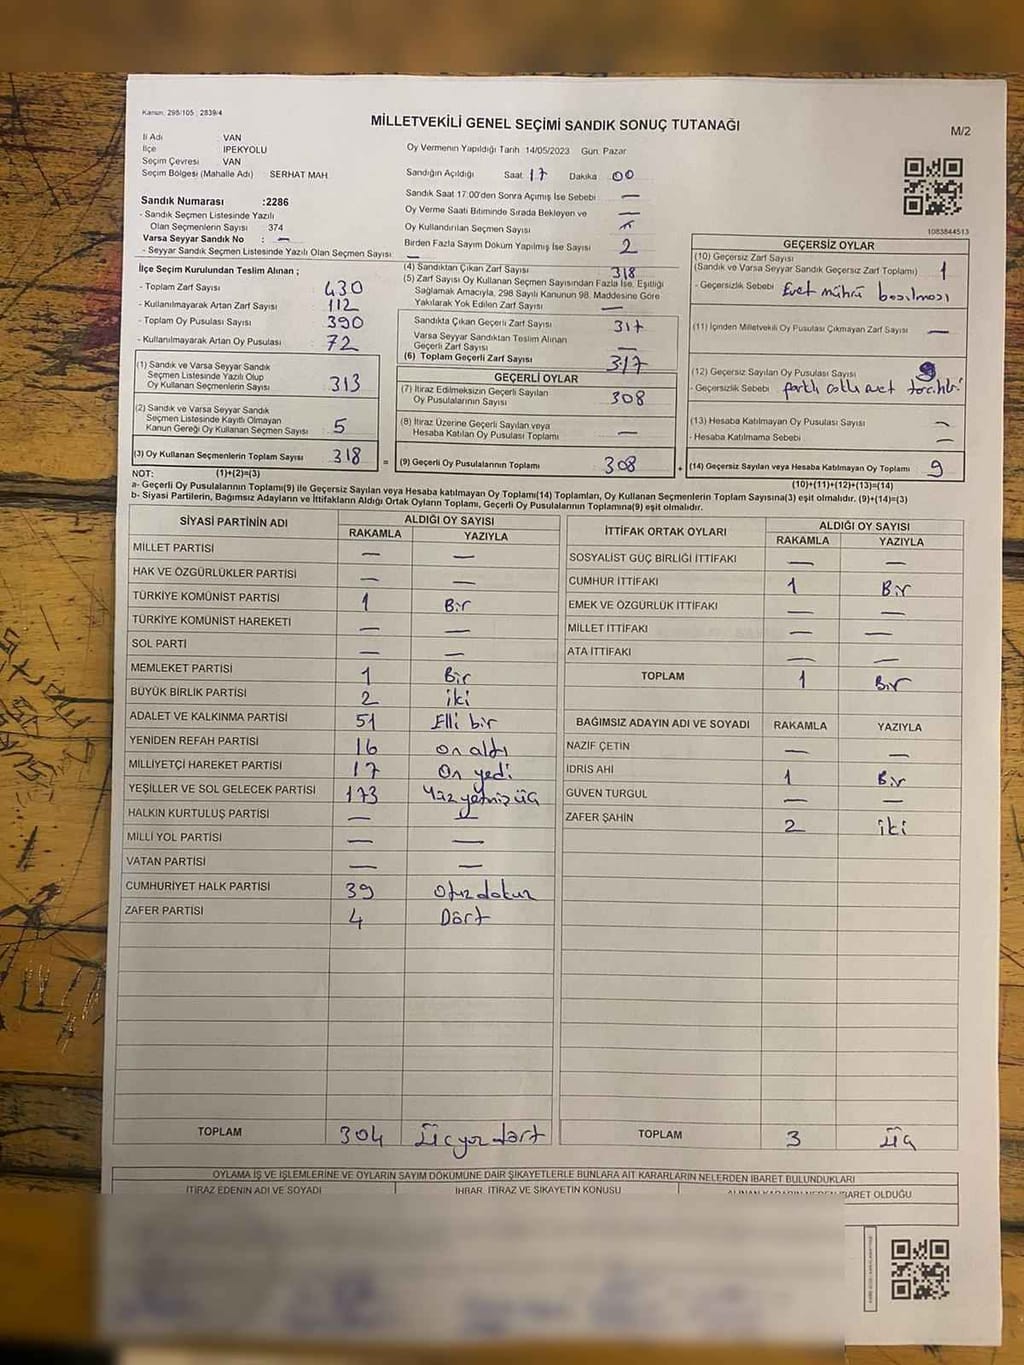 Kanun: 298/105 ; 2839/4
MİLLETVEKİLİ GENEL SEÇİMİ SANDIK SONUÇ TUTANAĞI
M/2
İl Adı VAN
İlçe İPEKYOLU
Seçim Çevresi VAN
Seçim Bölgesi (Mahalle Adı) SERHAT MAH.
Sandık Numarası :2286
- Sandık Seçmen Listesinde Yazılı
Olan Seçmenlerin Sayısı 374
Varsa Seyyar Sandık No : —
- Seyyar Sandık Seçmen Listesinde Yazılı Olan Seçmen Sayısı —
Oy Vermenin Yapıldığı Tarih 14/05/2023 Gün: Pazar
Sandığın Açıldığı Saat 17 Dakika 00
Sandık Saat 17:00'den Sonra Açılmış İse Sebebi —
Oy Verme Saati Bitiminde Sırada Bekleyen ve —
Oy Kullandırılan Seçmen Sayısı
Birden Fazla Sayım Döküm Yapılmış İse Sayısı 2
1083844513
İlçe Seçim Kurulundan Teslim Alınan ;
- Toplam Zarf Sayısı 430
- Kullanılmayarak Artan Zarf Sayısı 112
- Toplam Oy Pusulası Sayısı 390
- Kullanılmayarak Artan Oy Pusulası 72
(1) Sandık ve Varsa Seyyar Sandık
Seçmen Listesinde Yazılı Olup
Oy Kullanan Seçmenlerin Sayısı 313
(2) Sandık ve Varsa Seyyar Sandık
Seçmen Listesinde Kayıtlı Olmayan
Kanun Gereği Oy Kullanan Seçmen Sayısı 5
(3) Oy Kullanan Seçmenlerin Toplam Sayısı 318
(4) Sandıktan Çıkan Zarf Sayısı 318
(5) Zarf Sayısı Oy Kullanan Seçmen Sayısından Fazla İse, Eşitliği
Sağlamak Amacıyla, 298 Sayılı Kanunun 98. Maddesine Göre
Yakılarak Yok Edilen Zarf Sayısı —
Sandıkta Çıkan Geçerli Zarf Sayısı 317
Varsa Seyyar Sandıktan Teslim Alınan
Geçerli Zarf Sayısı —
(6) Toplam Geçerli Zarf Sayısı 317
GEÇERLİ OYLAR
(7) İtiraz Edilmeksizin Geçerli Sayılan
Oy Pusulalarının Sayısı 308
(8) İtiraz Üzerine Geçerli Sayılan veya
Hesaba Katılan Oy Pusulası Toplamı —
= (9) Geçerli Oy Pusulalarının Toplamı 308 +
GEÇERSİZ OYLAR
(10) Geçersiz Zarf Sayısı
(Sandık ve Varsa Seyyar Sandık Geçersiz Zarf Toplamı) 1
- Geçersizlik Sebebi Evet mührü basılması
(11) İçinden Milletvekili Oy Pusulası Çıkmayan Zarf Sayısı —
(12) Geçersiz Sayılan Oy Pusulası Sayısı
- Geçersizlik Sebebi farklı evet
(13) Hesaba Katılmayan Oy Pusulası Sayısı —
- Hesaba Katılmama Sebebi —
(14) Geçersiz Sayılan veya Hesaba Katılmayan Oy Toplamı 9
NOT: (1)+(2)=(3)
(10)+(11)+(12)+(13)=(14)
a- Geçerli Oy Pusulalarının Toplamı(9) ile Geçersiz Sayılan veya Hesaba katılmayan Oy Toplamı(14) Toplamları, Oy Kullanan Seçmenlerin Toplam Sayısına(3) eşit olmalıdır. (9)+(14)=(3)
b- Siyasi Partilerin, Bağımsız Adayların ve İttifakların Aldığı Ortak Oyların Toplamı, Geçerli Oy Pusulalarının Toplamına(9) eşit olmalıdır.
SİYASİ PARTİNİN ADI ALDIĞI OY SAYISI
RAKAMLA YAZIYLA
MİLLET PARTİSİ — —
HAK VE ÖZGÜRLÜKLER PARTİSİ — —
TÜRKİYE KOMÜNİST PARTİSİ 1 Bir
TÜRKİYE KOMÜNİST HAREKETİ — —
SOL PARTİ — —
MEMLEKET PARTİSİ 1 Bir
BÜYÜK BİRLİK PARTİSİ 2 iki
ADALET VE KALKINMA PARTİSİ 51 Elli bir
YENİDEN REFAH PARTİSİ 16 on altı
MİLLİYETÇİ HAREKET PARTİSİ 17 On yedi
YEŞİLLER VE SOL GELECEK PARTİSİ 173 Yüz yetmiş üç
HALKIN KURTULUŞ PARTİSİ — —
MİLLİ YOL PARTİSİ — —
VATAN PARTİSİ — —
CUMHURİYET HALK PARTİSİ 39 Otuz dokuz
ZAFER PARTİSİ 4 Dört
TOPLAM 304 Üç yüz dört
İTTİFAK ORTAK OYLARI ALDIĞI OY SAYISI
RAKAMLA YAZIYLA
SOSYALİST GÜÇ BİRLİĞİ İTTİFAKI — —
CUMHUR İTTİFAKI 1 Bir
EMEK VE ÖZGÜRLÜK İTTİFAKI — —
MİLLET İTTİFAKI — —
ATA İTTİFAKI — —
TOPLAM 1 Bir
BAĞIMSIZ ADAYIN ADI VE SOYADI RAKAMLA YAZIYLA
NAZİF ÇETİN — —
İDRİS AHİ 1 Bir
GÜVEN TURGUL — —
ZAFER ŞAHİN 2 iki
TOPLAM 3 Üç
OYLAMA İŞ VE İŞLEMLERİNE VE OYLARIN SAYIM DÖKÜMÜNE DAİR ŞİKAYETLERLE BUNLARA AİT KARARLARIN NELERDEN İBARET BULUNDUKLARI
İTİRAZ EDENİN ADI VE SOYADI İHBAR, İTİRAZ VE ŞİKAYETİN KONUSU ALINAN KARARIN NEDEN İBARET OLDUĞU